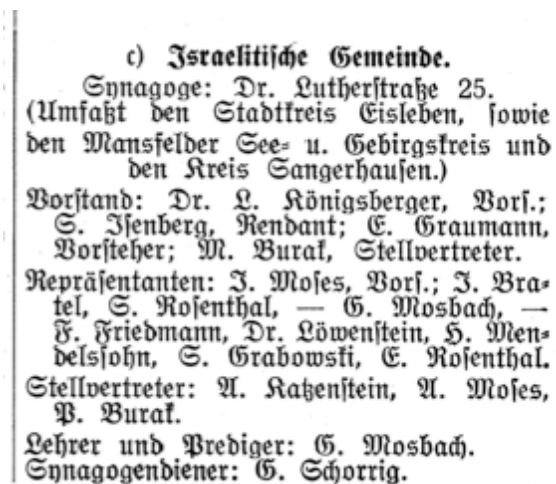 c) Israelitische Gemeinde.
Synagoge: Dr. Lutherstraße 25.
(Umfaßt den Stadtkreis Eisleben, sowie
den Mansfelder See- u. Gebirgskreis und
den Kreis Sangerhausen.)
Vorstand: Dr. L. Königsberger, Vors.;
S. Isenberg, Rendant; E. Graumann,
Vorsteher; M. Burak, Stellvertreter.
Repräsentanten: J. Moses, Vors.; J. Bra-
tel, S. Rosenthal, — G. Mosbach, —
F. Friedmann, Dr. Löwenstein, H. Men-
delssohn, S. Grabowski, E. Rosenthal.
Stellvertreter: A. Katzenstein, A. Moses,
P. Burak.
Lehrer und Prediger: G. Mosbach.
Synagogendiener: G. Schorrig.